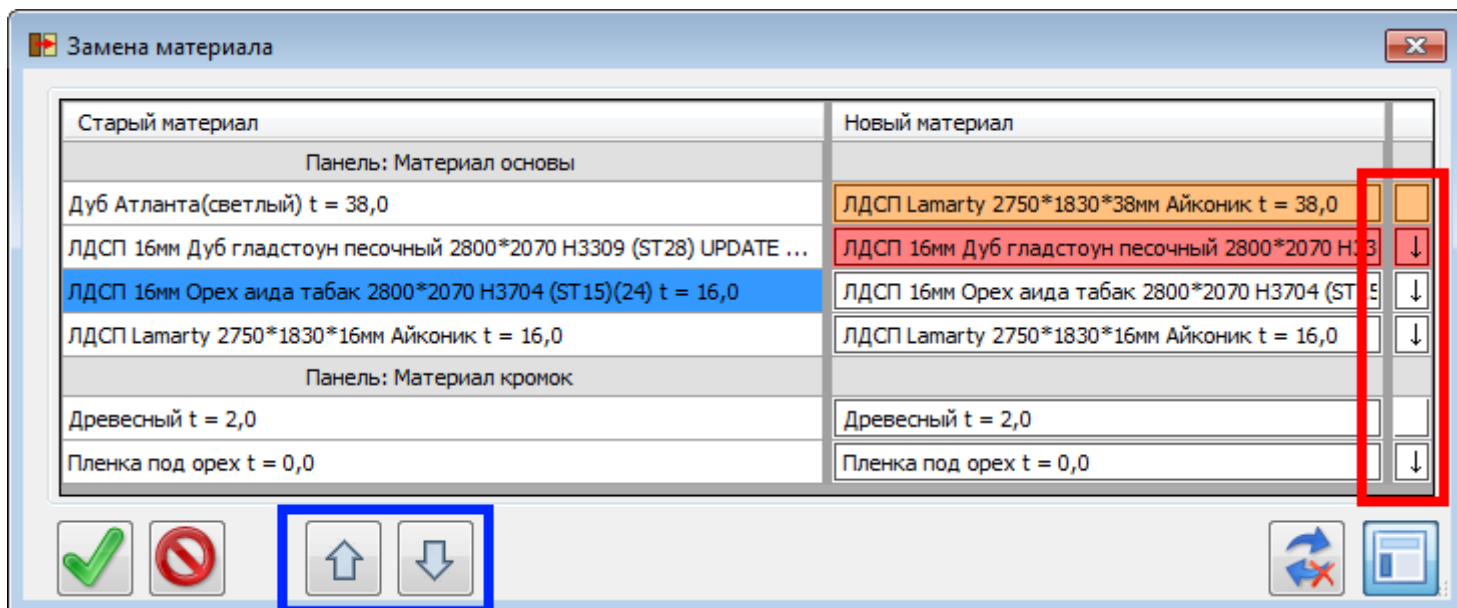 Замена материала
Старый материал Новый материал
Панель: Материал основы
Дуб Атланта(светлый) t = 38,0 ЛДСП Lamarty 2750*1830*38мм Айконик t = 38,0
ЛДСП 16мм Дуб гладстоун песочный 2800*2070 H3309 (ST28) UPDATE ... ЛДСП 16мм Дуб гладстоун песочный 2800*2070 H33 ↓
ЛДСП 16мм Орех аида табак 2800*2070 H3704 (ST15)(24) t = 16,0 ЛДСП 16мм Орех аида табак 2800*2070 H3704 (ST15 ↓
ЛДСП Lamarty 2750*1830*16мм Айконик t = 16,0 ЛДСП Lamarty 2750*1830*16мм Айконик t = 16,0 ↓
Панель: Материал кромок
Древесный t = 2,0 Древесный t = 2,0
Пленка под орех t = 0,0 Пленка под орех t = 0,0 ↓